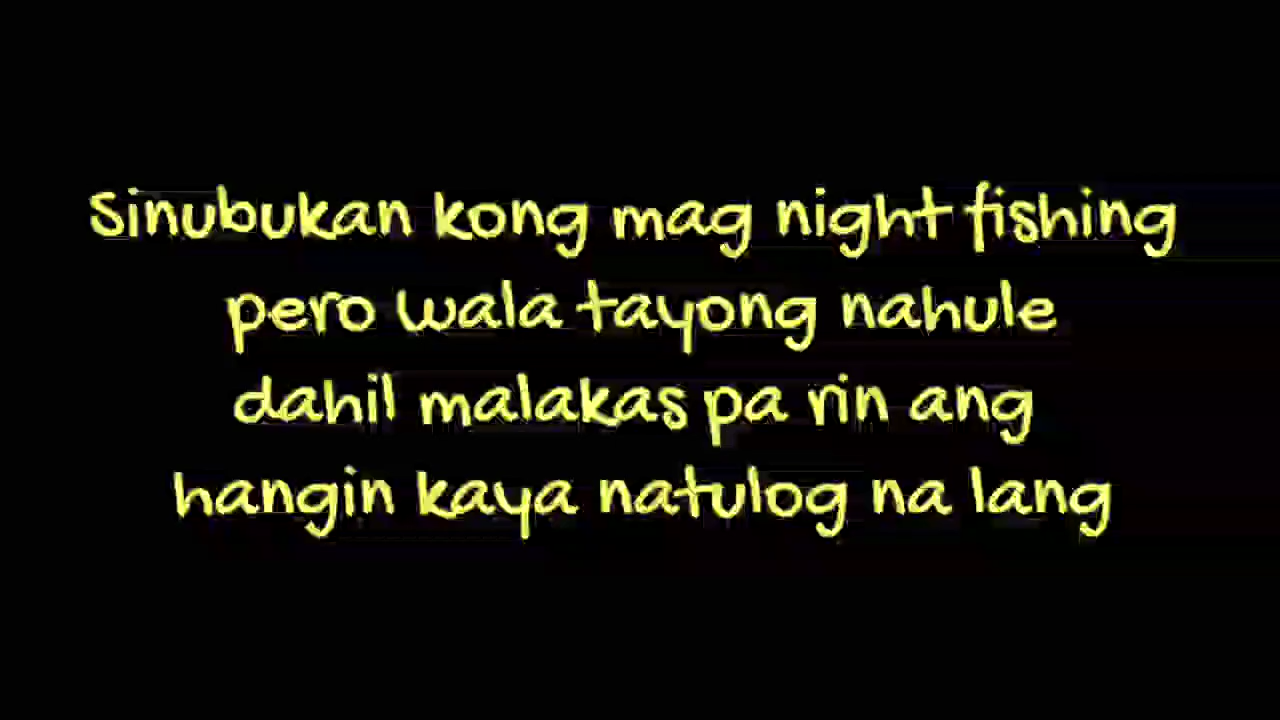 Sinubukan kong mag night fishing
pero wala tayong nahule
dahil malakas pa rin ang
hangin kaya natulog na lang